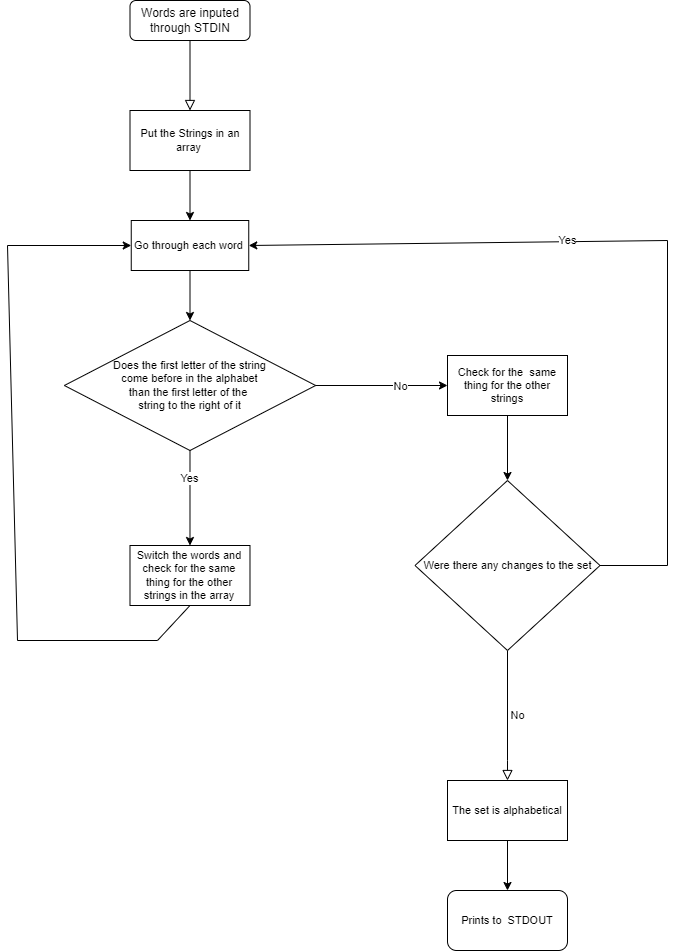 Words are inputed
through STDIN
Put the Strings in an
array
Go through each word
Yes
Does the first letter of the string
come before in the alphabet
than the first letter of the
string to the right of it
No
Check for the  same
thing for the other
strings
Yes
Switch the words and
check for the same
thing for the other
strings in the array
Were there any changes to the set
No
The set is alphabetical
Prints to  STDOUT